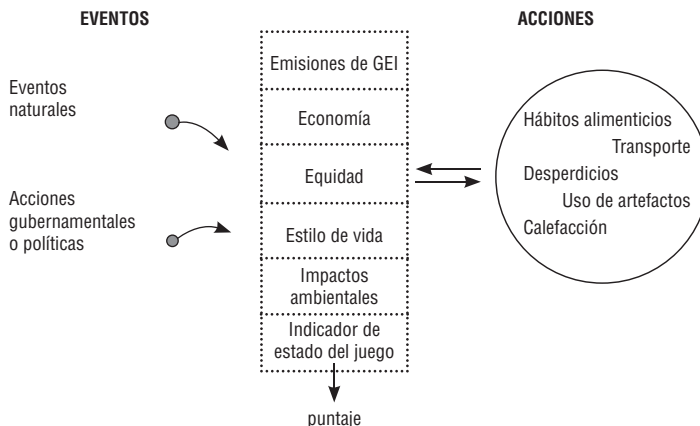 EVENTOS
Eventos
naturales
Acciones
gubernamentales
o políticas
Emisiones de GEI
Economía
Equidad
Estilo de vida
Impactos
ambientales
Indicador de
estado del juego
puntaje
ACCIONES
Hábitos alimenticios
Transporte
Desperdicios
Uso de artefactos
Calefacción